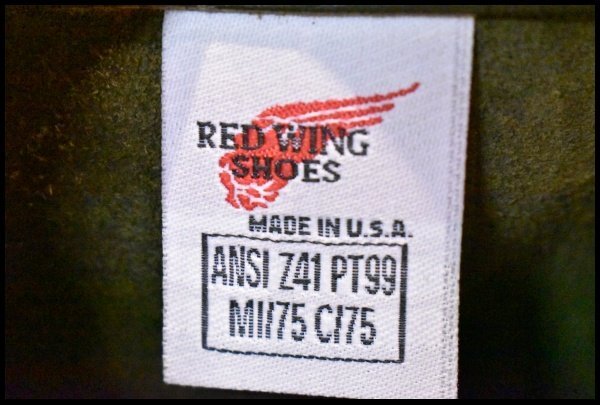 RED WING
SHOES
MADE IN U.S.A.
ANSI Z41 PT99
MI/75 C/75